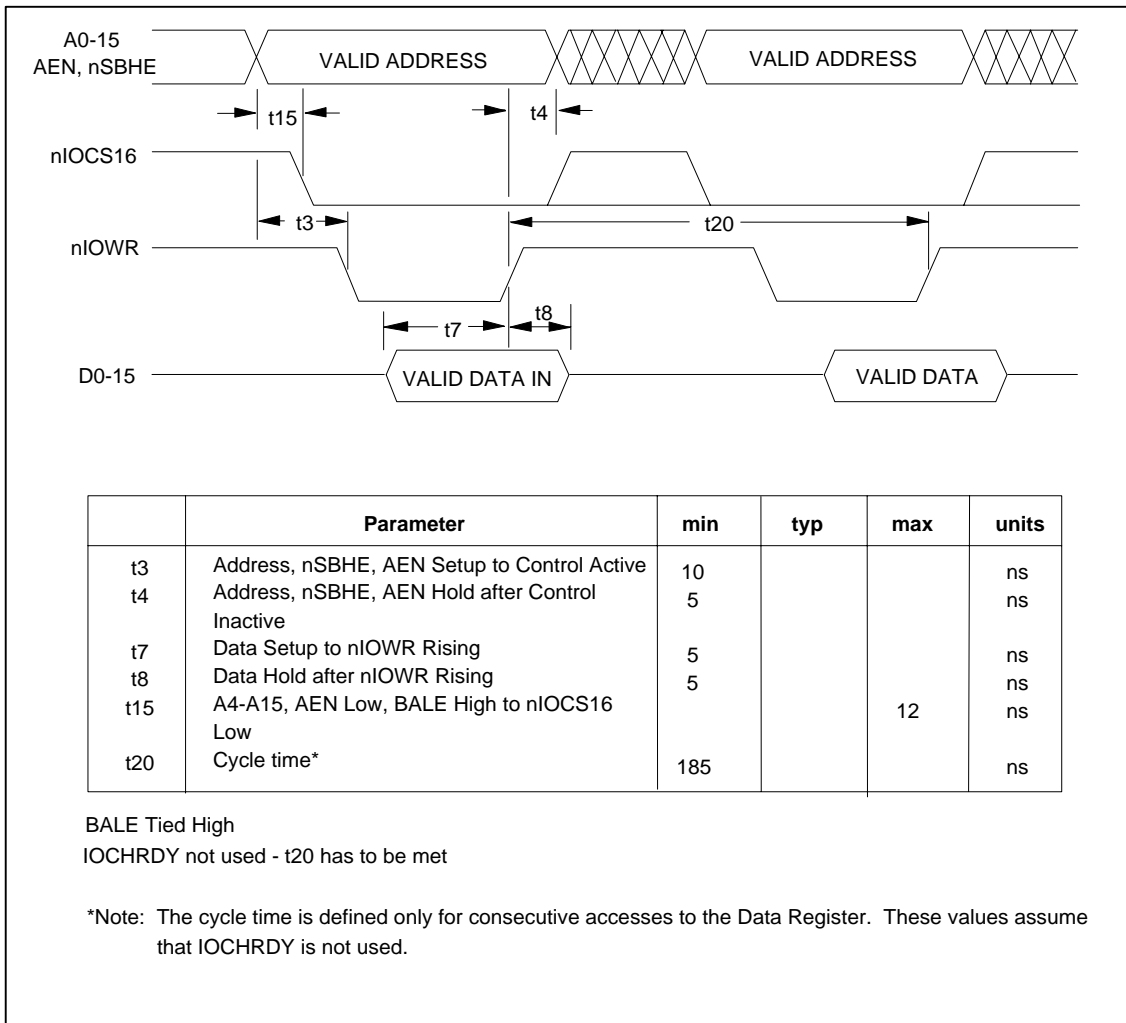 A0-15
AEN, nSBHE
VALID ADDRESS
VALID ADDRESS
t15
t4
nIOCS16
t3
t20
nIOWR
t7
t8
D0-15
VALID DATA IN
VALID DATA
Parameter min typ max units
t3 Address, nSBHE, AEN Setup to Control Active 10 ns
t4 Address, nSBHE, AEN Hold after Control 5 ns
Inactive
t7 Data Setup to nIOWR Rising 5 ns
t8 Data Hold after nIOWR Rising 5 ns
t15 A4-A15, AEN Low, BALE High to nIOCS16 12 ns
Low
t20 Cycle time* 185 ns
BALE Tied High
IOCHRDY not used - t20 has to be met
*Note: The cycle time is defined only for consecutive accesses to the Data Register. These values assume
that IOCHRDY is not used.